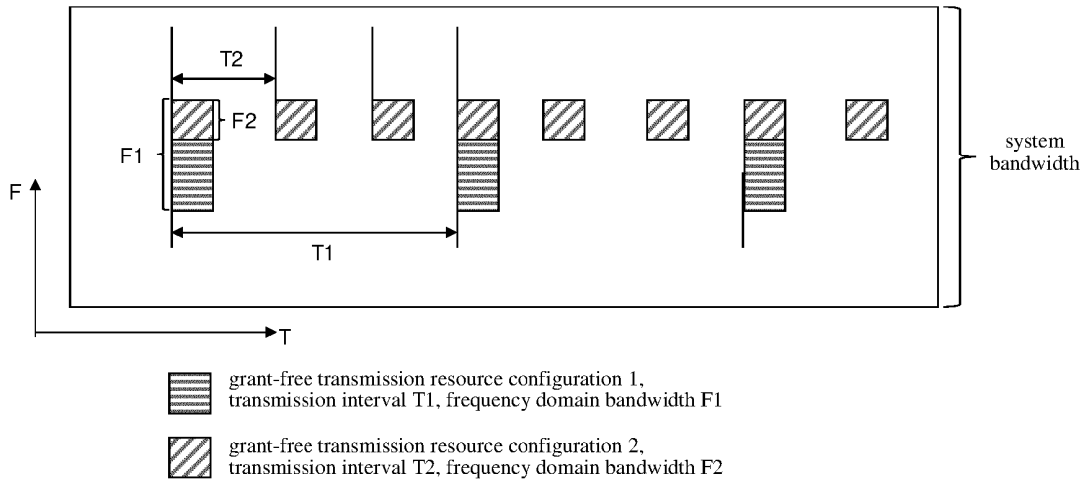 T2
F2
F1
system
bandwidth
F
T1
T
grant-free transmission resource configuration 1,
transmission interval T1, frequency domain bandwidth F1
grant-free transmission resource configuration 2,
transmission interval T2, frequency domain bandwidth F2